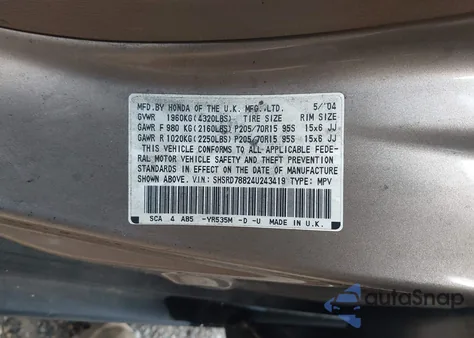 MFD.BY HONDA OF THE U.K. MFG.,LTD. 5/'04
GVWR 1960KG(4320LBS) TIRE SIZE RIM SIZE
GAWR F 980 KG(2160LBS) P205/70R15 95S 15x6 JJ
GAWR R 1020KG(2250LBS) P205/70R15 95S 15x6 JJ
THIS VEHICLE CONFORMS TO ALL APPLICABLE FEDE-
RAL MOTOR VEHICLE SAFETY AND THEFT PREVENTION
STANDARDS IN EFFECT ON THE DATE OF MANUFACTURE
SHOWN ABOVE. V.I.N: SHSRD78824U243419 TYPE: MPV
SCA 4 A85 -YR535M -D -U MADE IN U.K.
autoSnap